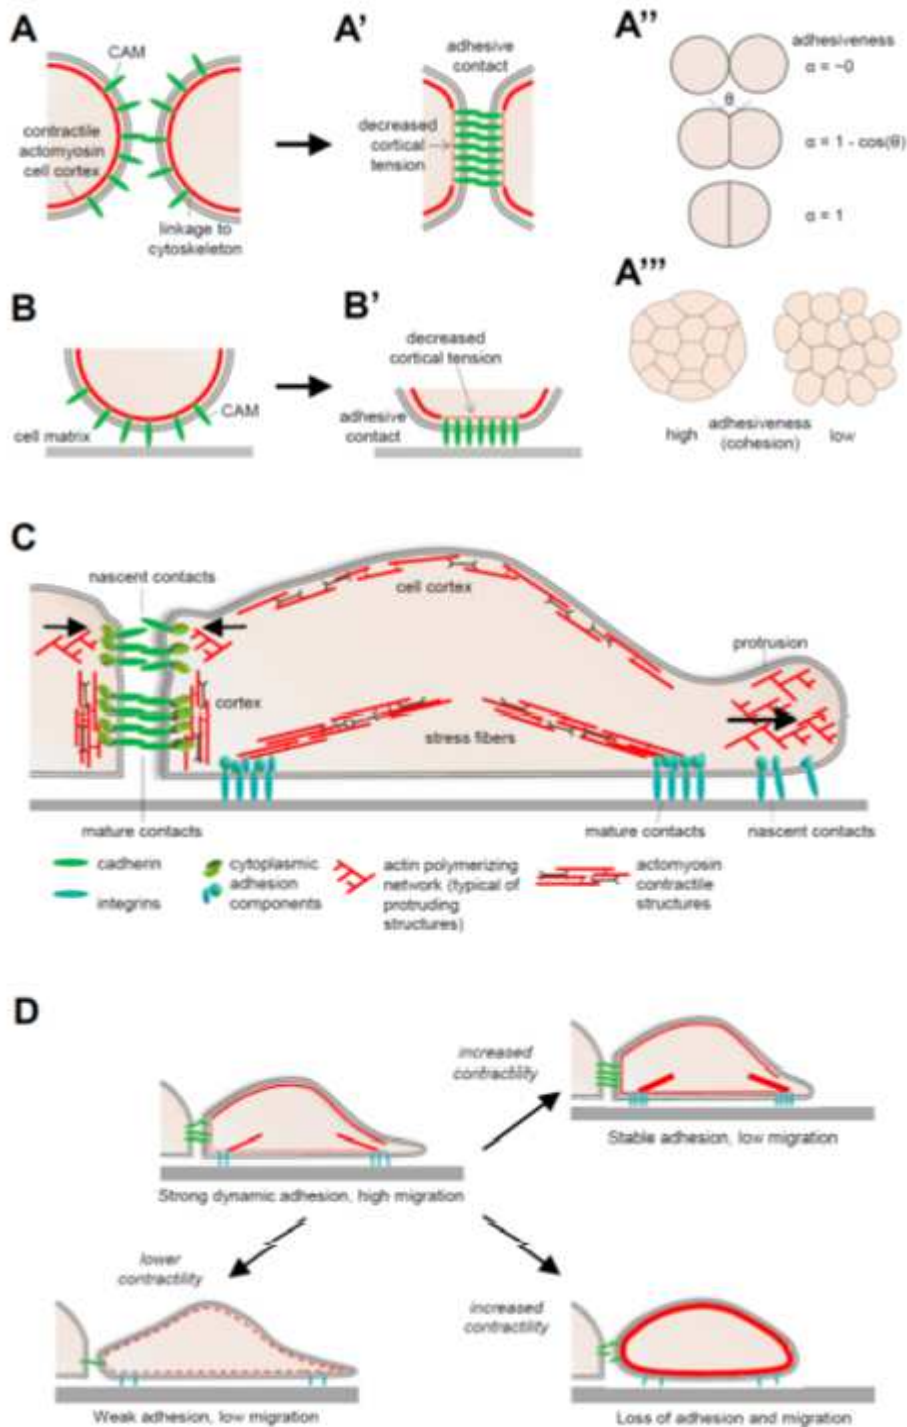 A
CAM
contractile
actomyosin
cell cortex
linkage to
cytoskeleton
A'
adhesive
contact
decreased
cortical
tension
A''
adhesiveness
α = ~0
θ
α = 1 - cos(θ)
α = 1
A'''
high
adhesiveness
(cohesion)
low
B
CAM
cell matrix
B'
decreased
cortical tension
adhesive
contact
C
nascent contacts
cell cortex
protrusion
cortex
stress fibers
mature contacts
mature contacts
nascent contacts
cadherin
integrins
cytoplasmic
adhesion
components
actin polymerizing
network (typical of
protruding
structures)
actomyosin
contractile
structures
D
increased
contractility
Stable adhesion, low migration
Strong dynamic adhesion, high migration
lower
contractility
increased
contractility
Weak adhesion, low migration
Loss of adhesion and migration